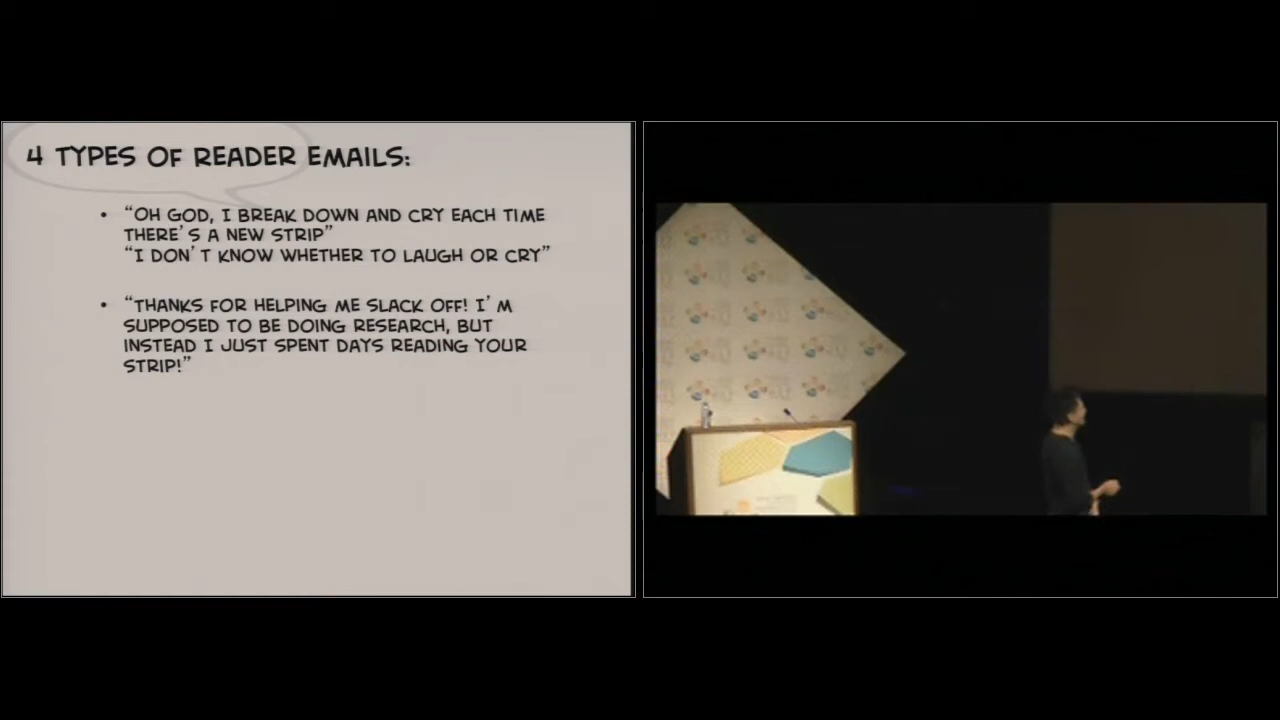 4 TYPES OF READER EMAILS:
• “OH GOD, I BREAK DOWN AND CRY EACH TIME
THERE’S A NEW STRIP”
“I DON’T KNOW WHETHER TO LAUGH OR CRY”
• “THANKS FOR HELPING ME SLACK OFF! I’M
SUPPOSED TO BE DOING RESEARCH, BUT
INSTEAD I JUST SPENT DAYS READING YOUR
STRIP!”